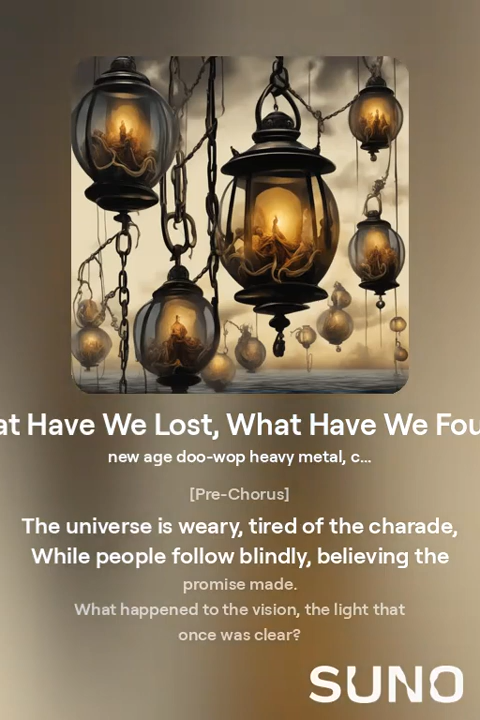 at Have We Lost, What Have We Fou
new age doo-wop heavy metal, c...
[Pre-Chorus]
The universe is weary, tired of the charade,
While people follow blindly, believing the
promise made.
What happened to the vision, the light that
once was clear?
SUNO